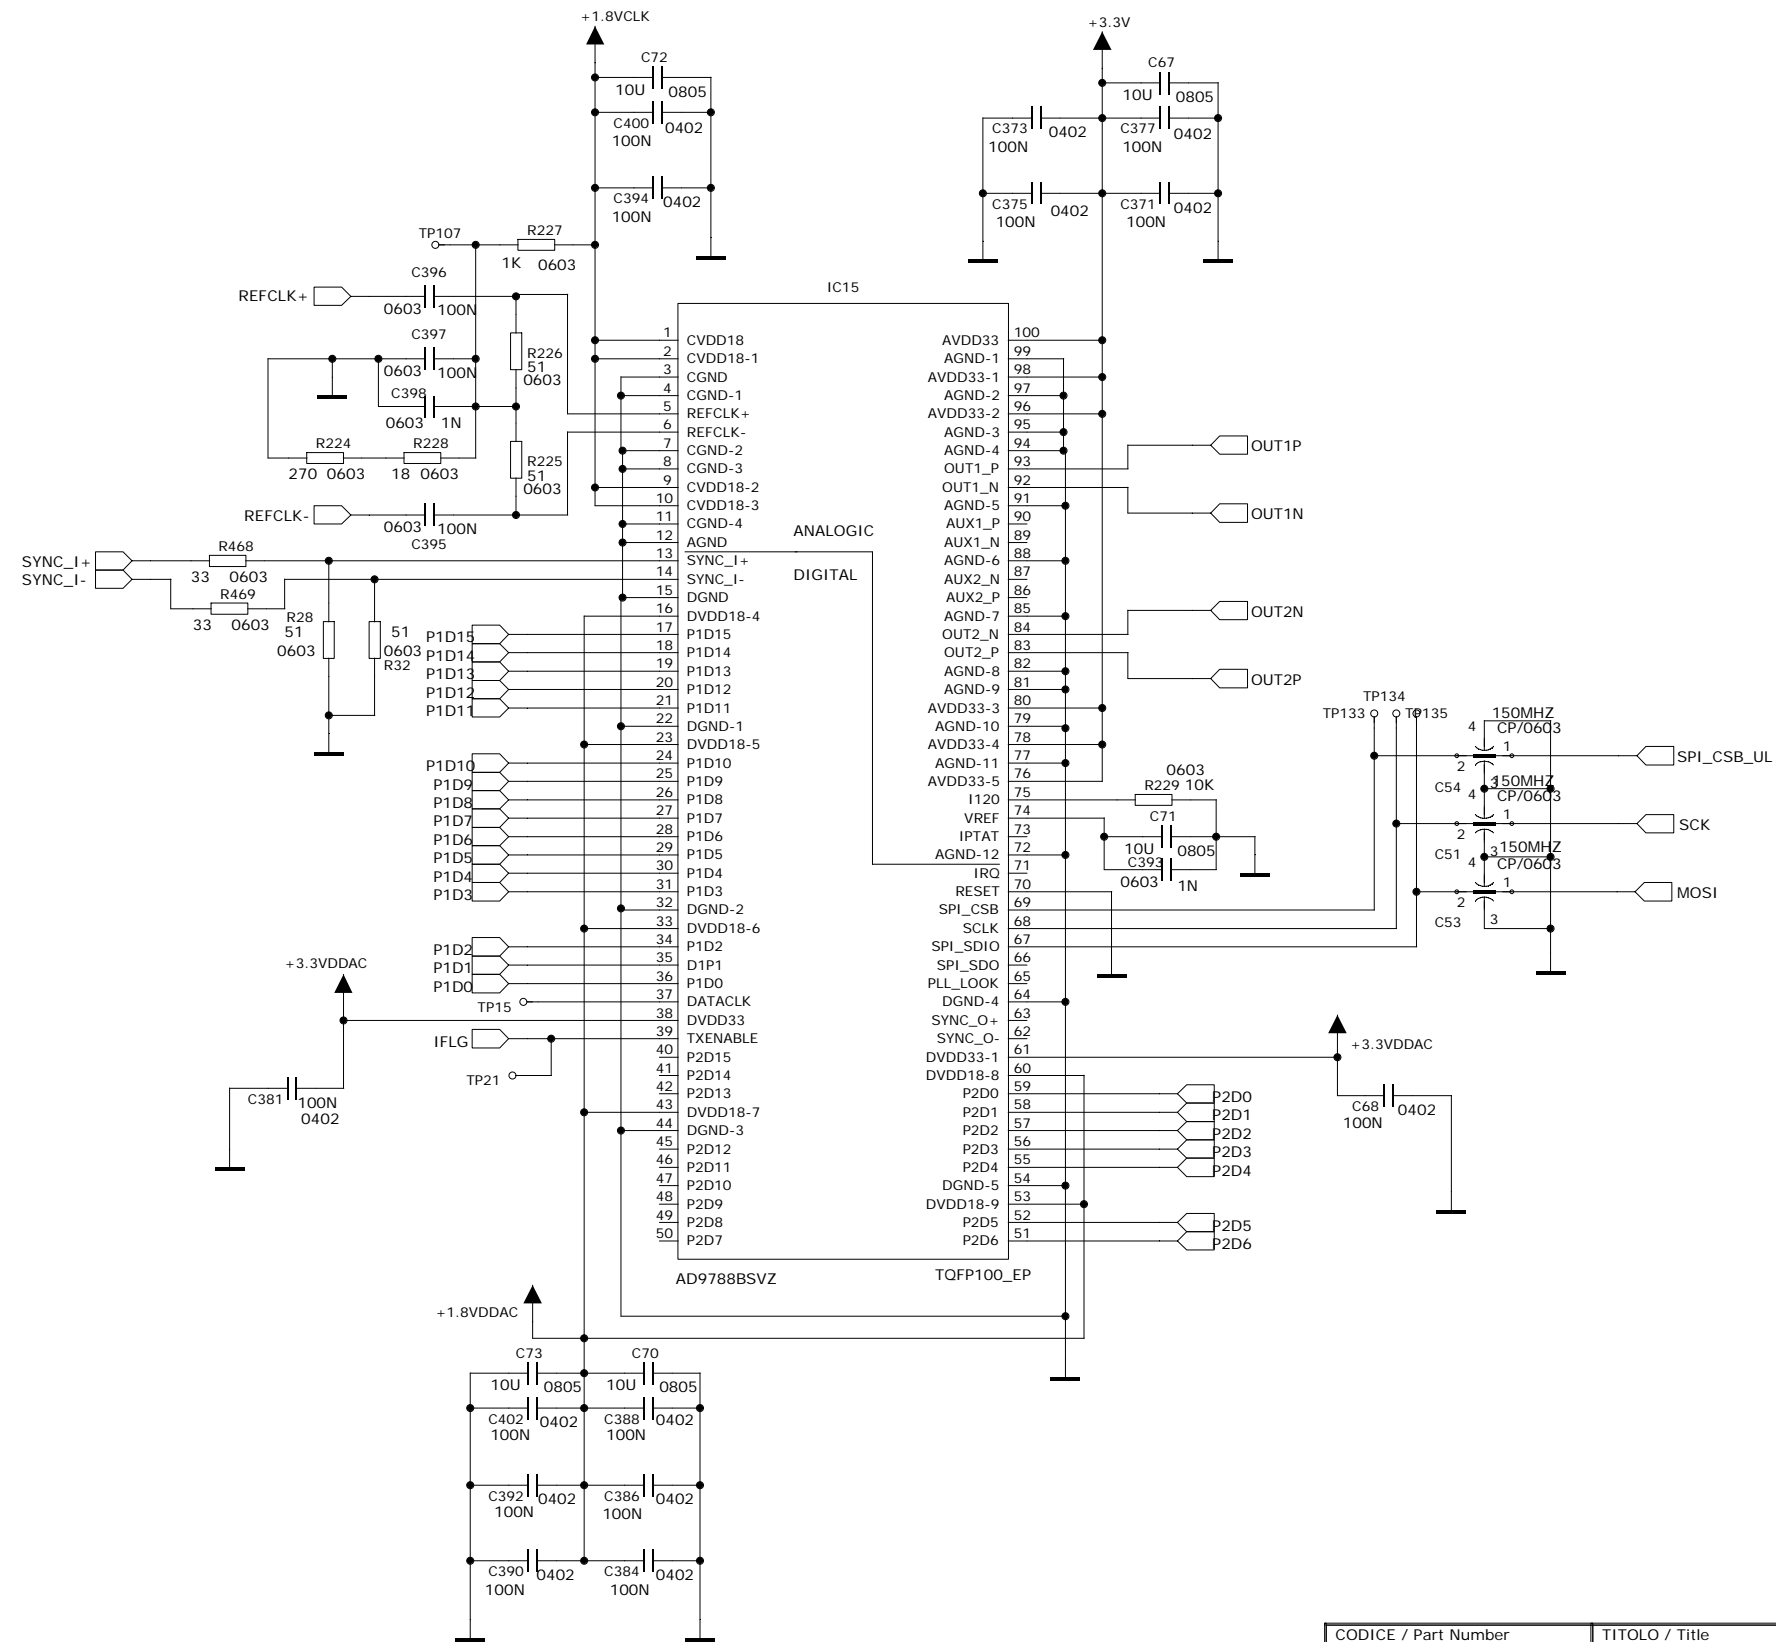 +1.8VCLK
C72
10U
0805
C400
0402
100N
C394
0402
100N
+3.3V
C67
10U
0805
C373
0402
100N
C377
0402
100N
C375
0402
100N
C371
0402
100N
TP107
R227
1K
0603
REFCLK+
C396
0603
100N
C397
0603
100N
C398
0603
1N
R226
51
0603
R224
270
0603
R228
18
0603
R225
51
0603
REFCLK-
0603
100N
C395
SYNC_I+
SYNC_I-
R468
33
0603
R469
33
0603
R28
51
0603
51
0603
R32
IC15
ANALOGIC
DIGITAL
1 CVDD18
2 CVDD18-1
3 CGND
4 CGND-1
5 REFCLK+
6 REFCLK-
7 CGND-2
8 CGND-3
9 CVDD18-2
10 CVDD18-3
11 CGND-4
12 AGND
13 SYNC_I+
14 SYNC_I-
15 DGND
16 DVDD18-4
P1D15 17 P1D15
P1D14 18 P1D14
P1D13 19 P1D13
P1D12 20 P1D12
P1D11 21 P1D11
22 DGND-1
23 DVDD18-5
P1D10 24 P1D10
P1D9 25 P1D9
P1D8 26 P1D8
P1D7 27 P1D7
P1D6 28 P1D6
P1D5 29 P1D5
P1D4 30 P1D4
P1D3 31 P1D3
32 DGND-2
33 DVDD18-6
P1D2 34 P1D2
P1D1 35 D1P1
P1D0 36 P1D0
TP15 37 DATACLK
38 DVDD33
IFLG 39 TXENABLE
TP21
40 P2D15
41 P2D14
42 P2D13
43 DVDD18-7
44 DGND-3
45 P2D12
46 P2D11
47 P2D10
48 P2D9
49 P2D8
50 P2D7
+3.3VDDAC
C381
100N
0402
AVDD33 100
AGND-1 99
AVDD33-1 98
AGND-2 97
AVDD33-2 96
AGND-3 95
AGND-4 94
OUT1_P 93 OUT1P
OUT1_N 92 OUT1N
AGND-5 91
AUX1_P 90
AUX1_N 89
AGND-6 88
AUX2_N 87
AUX2_P 86
AGND-7 85
OUT2_N 84 OUT2N
OUT2_P 83 OUT2P
AGND-8 82
AGND-9 81
AVDD33-3 80
AGND-10 79
AVDD33-4 78
AGND-11 77
AVDD33-5 76
I120 75
VREF 74
IPTAT 73
AGND-12 72
IRQ 71
RESET 70
SPI_CSB 69
SCLK 68
SPI_SDIO 67
SPI_SDO 66
PLL_LOOK 65
DGND-4 64
SYNC_O+ 63
SYNC_O- 62
DVDD33-1 61
DVDD18-8 60
P2D0 59 P2D0
P2D1 58 P2D1
P2D2 57 P2D2
P2D3 56 P2D3
P2D4 55 P2D4
DGND-5 54
DVDD18-9 53
P2D5 52 P2D5
P2D6 51 P2D6
AD9788BSVZ
TQFP100_EP
0603
R229 10K
C71
10U
0805
C393
0603
1N
TP134
TP133
TP135
150MHZ
CP/0603
4
1
2
3
C54
SPI_CSB_UL
150MHZ
CP/0603
4
1
2
3
C51
SCK
150MHZ
CP/0603
4
1
2
3
C53
MOSI
+3.3VDDAC
C68
0402
100N
+1.8VDDAC
C73
10U
0805
C70
10U
0805
C402
0402
100N
C388
0402
100N
C392
0402
100N
C386
0402
100N
C390
0402
100N
C384
0402
100N
CODICE / Part Number
TITOLO / Title